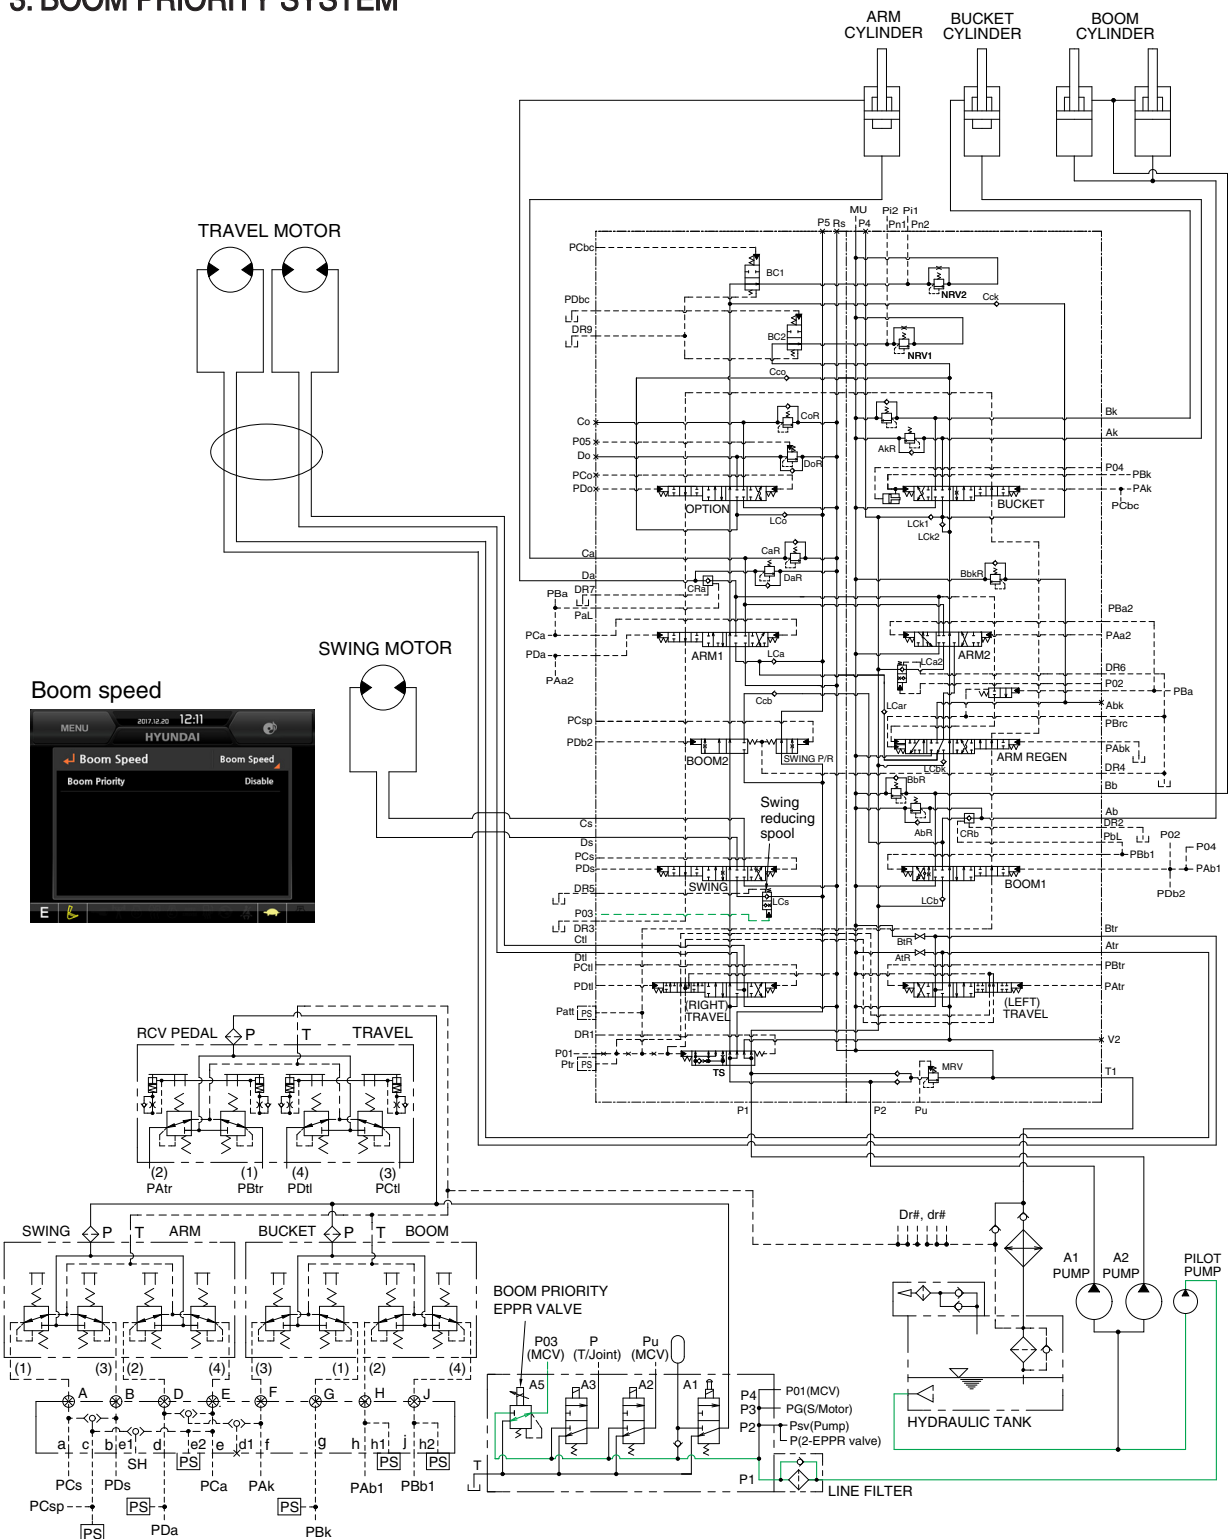 3. BOOM PRIORITY SYSTEM
ARM
CYLINDER
BUCKET
CYLINDER
BOOM
CYLINDER
TRAVEL MOTOR
P5 Rs
MU
P4
Pi2 Pi1
Pn1 Pn2
PCbc
BC1
NRV2
Cck
PDbc
DR9
BC2
NRV1
Cco
Co
CoR
Bk
P05
Do
DoR
AkR
Ak
PCo
PDo
P04
PBk
PAk
PCbc
OPTION
BUCKET
LCo
LCk1
LCk2
Ca
CaR
Da
DaR
CRa
BbkR
PBa
DR7
PaL
PBa2
PCa
PDa
PAa2
ARM1
LCa
ARM2
PAa2
LCa2
DR6
P02
PBa
Ccb
LCar
Abk
PCsp
PDb2
PBrc
PAbk
BOOM2
SWING P/R
ARM REGEN
LCbk
DR4
SWING MOTOR
Boom speed
MENU
2017.12.20 12:11
HYUNDAI
Boom Speed
Boom Speed
Boom Priority
Disable
E
BbR
Bb
Swing
reducing
spool
AbR
CRb
Ab
DR2
PbL
P02
P04
Cs
Ds
PCs
PDs
PBb1
PAb1
PDb2
SWING
BOOM1
DR5
LCs
LCb
P03
DR3
Ctl
Dtl
BtR
AtR
Btr
Atr
PCtl
PDtl
PBtr
PAtr
(RIGHT)
TRAVEL
(LEFT)
TRAVEL
Patt
PS
DR1
P01
Ptr
PS
TS
V2
MRV
T1
P1
P2
Pu
RCV PEDAL
P
T
TRAVEL
(2)
PAtr
(1)
PBtr
(4)
PDtl
(3)
PCtl
SWING
P
T
ARM
BUCKET
P
T
BOOM
(1)
(3)
(2)
(4)
(3)
(1)
(2)
(4)
A
B
D
E
F
G
H
J
a
c
b
e1
d
e2
e
d1
f
g
h
h1
j
h2
SH
PS
PS
PS
PCs
PDs
PCa
PAk
PAb1
PBb1
PCsp
PS
PS
PDa
PS
PBk
BOOM PRIORITY
EPPR VALVE
P03
(MCV)
P
(T/Joint)
Pu
(MCV)
A5
A3
A2
A1
P4
P3
P2
P01(MCV)
PG(S/Motor)
Psv(Pump)
P(2-EPPR valve)
T
P1
LINE FILTER
Dr#, dr#
A1
PUMP
A2
PUMP
PILOT
PUMP
HYDRAULIC TANK